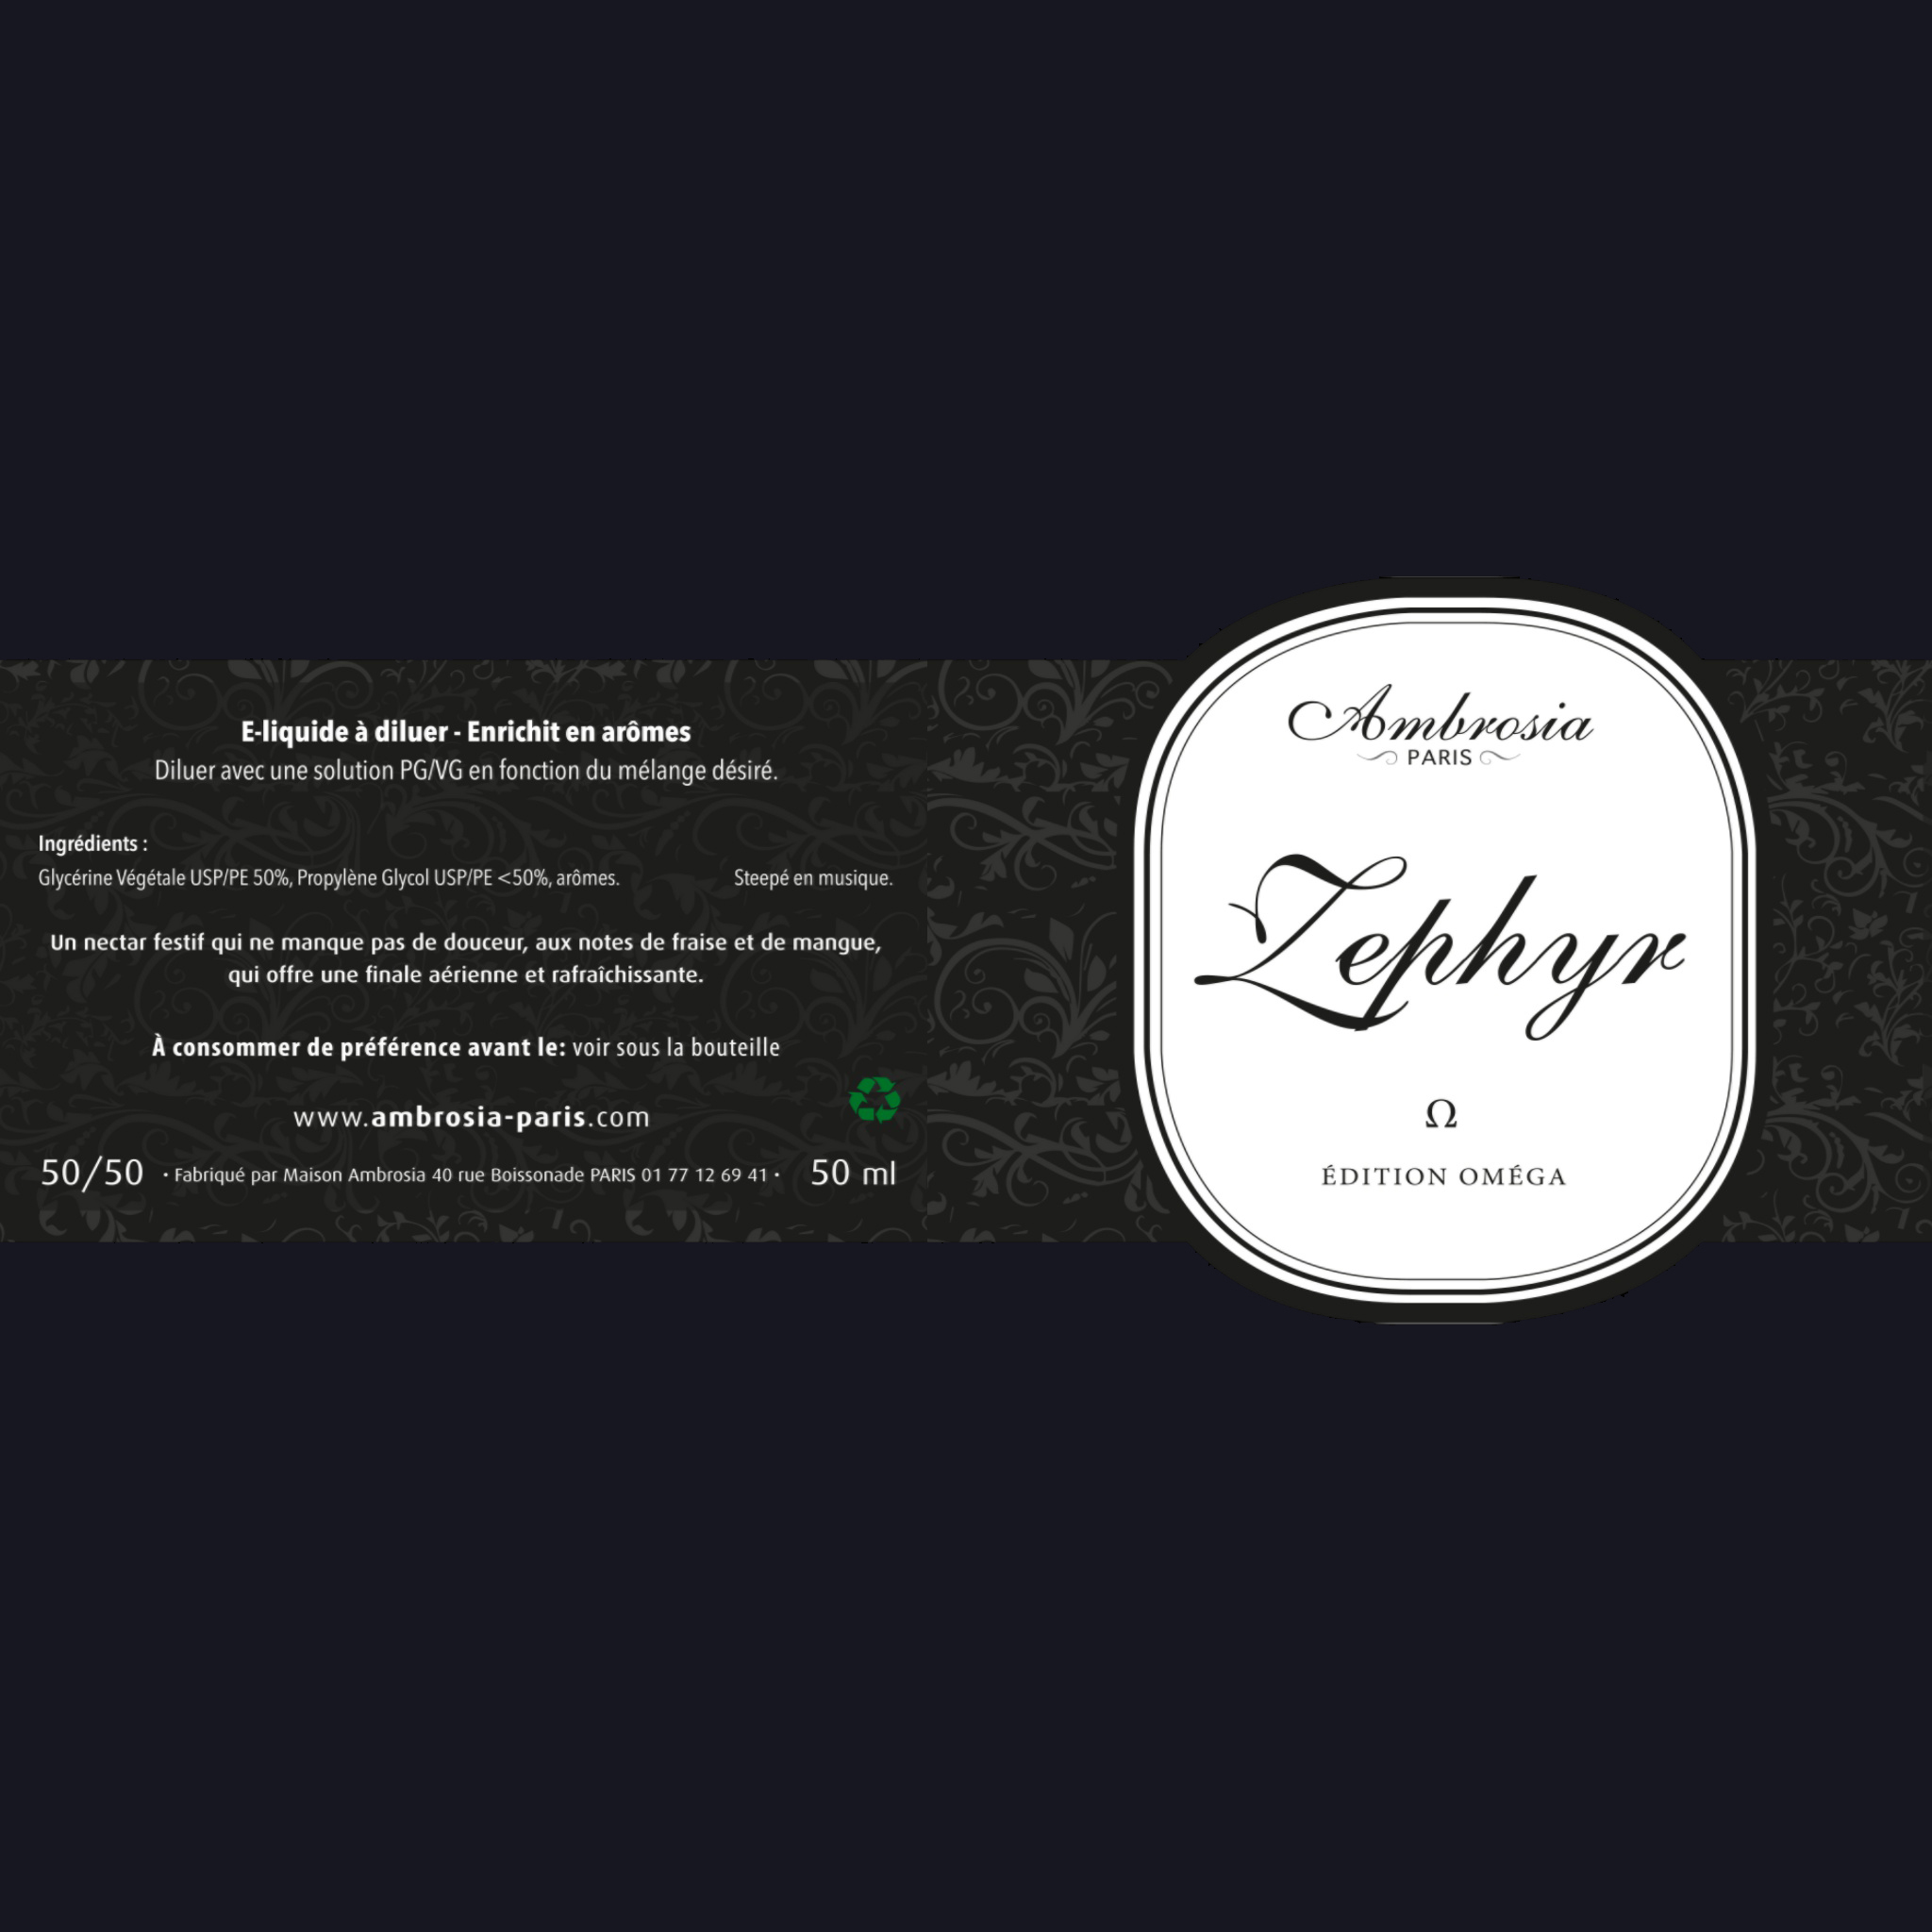 E-liquide à diluer - Enrichit en arômes
Diluer avec une solution PG/VG en fonction du mélange désiré.
Ingrédients :
Glycérine Végétale USP/PE 50%, Propylène Glycol USP/PE <50%, arômes. Steepé en musique.
Un nectar festif qui ne manque pas de douceur, aux notes de fraise et de mangue,
qui offre une finale aérienne et rafraîchissante.
À consommer de préférence avant le: voir sous la bouteille
www.ambrosia-paris.com
50/50 · Fabriqué par Maison Ambrosia 40 rue Boissonade PARIS 01 77 12 69 41 · 50 ml
Ambrosia
PARIS
Zephyr
Ω
ÉDITION OMÉGA